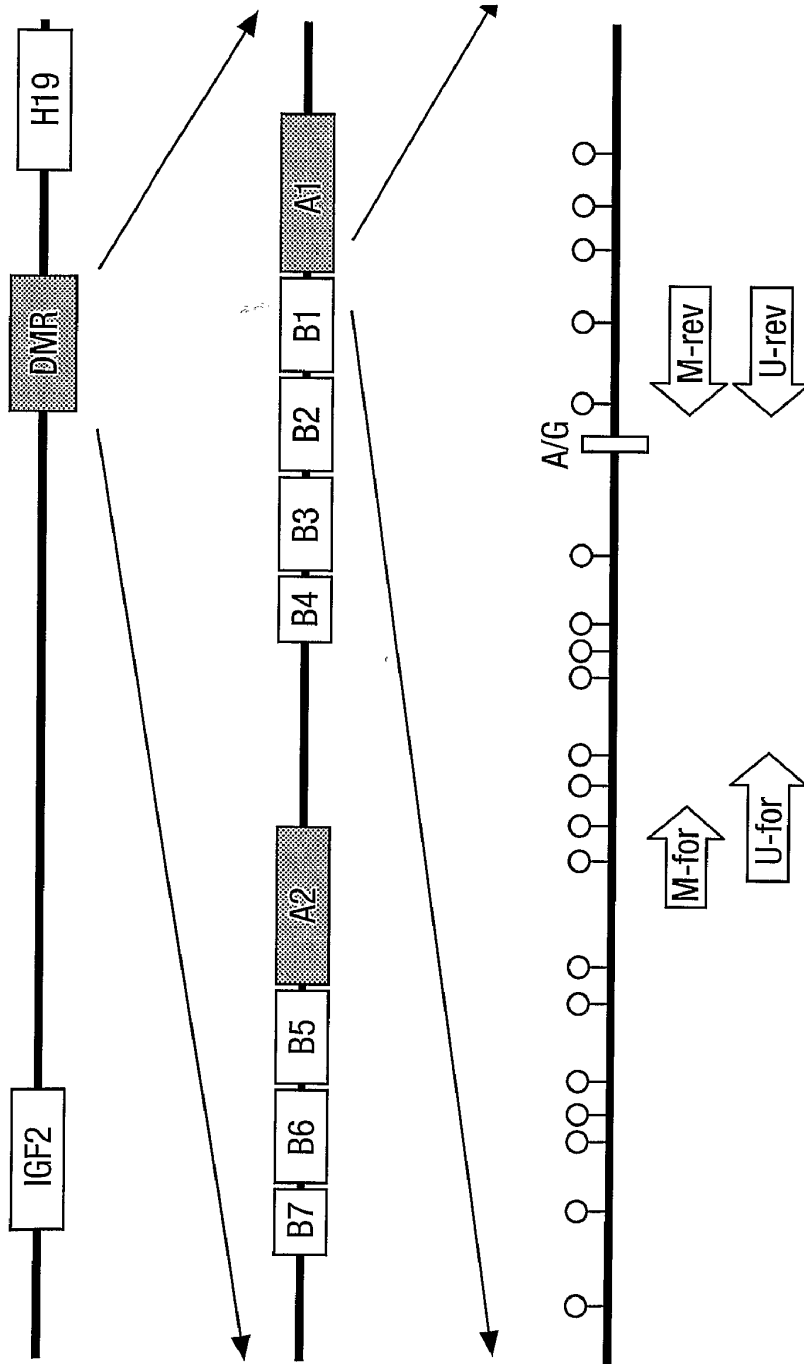 IGF2
DMR
H19
B7
B6
B5
A2
B4
B3
B2
B1
A1
A/G
M-for
M-rev
U-for
U-rev